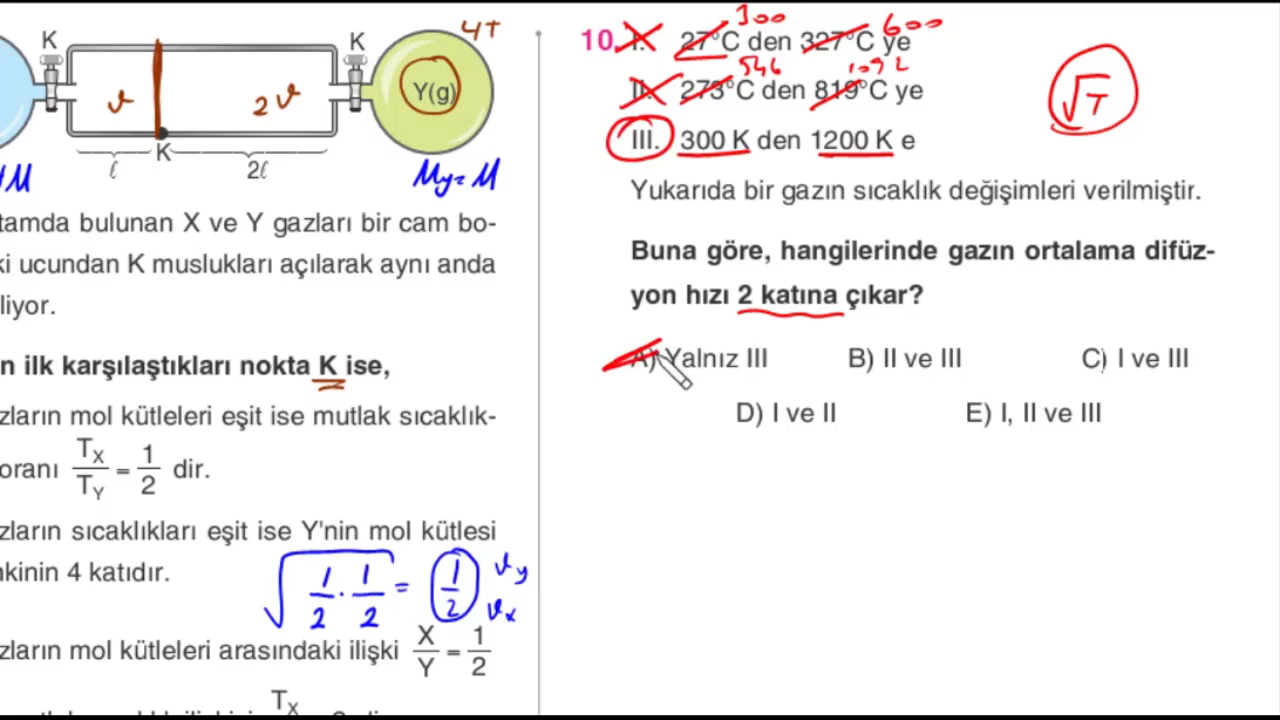 K
K
4T
ϑ
2ϑ
Y(g)
K
ℓ
2ℓ
M
My = M
tamda bulunan X ve Y gazları bir cam bo-
ki ucundan K muslukları açılarak aynı anda
liyor.
n ilk karşılaştıkları nokta K ise,
zların mol kütleleri eşit ise mutlak sıcaklık-
oranı Tx/TY = 1/2 dir.
zların sıcaklıkları eşit ise Y'nin mol kütlesi
nkinin 4 katıdır.
√(1/2 · 1/2) = 1/2 ϑy
ϑx
zların mol kütleleri arasındaki ilişki X/Y = 1/2
Tx
300 600
10. I. 27°C den 327°C ye
546 1092
II. 273°C den 819°C ye
√T
III. 300 K den 1200 K e
Yukarıda bir gazın sıcaklık değişimleri verilmiştir.
Buna göre, hangilerinde gazın ortalama difüz-
yon hızı 2 katına çıkar?
A) Yalnız III B) II ve III C) I ve III
D) I ve II E) I, II ve III